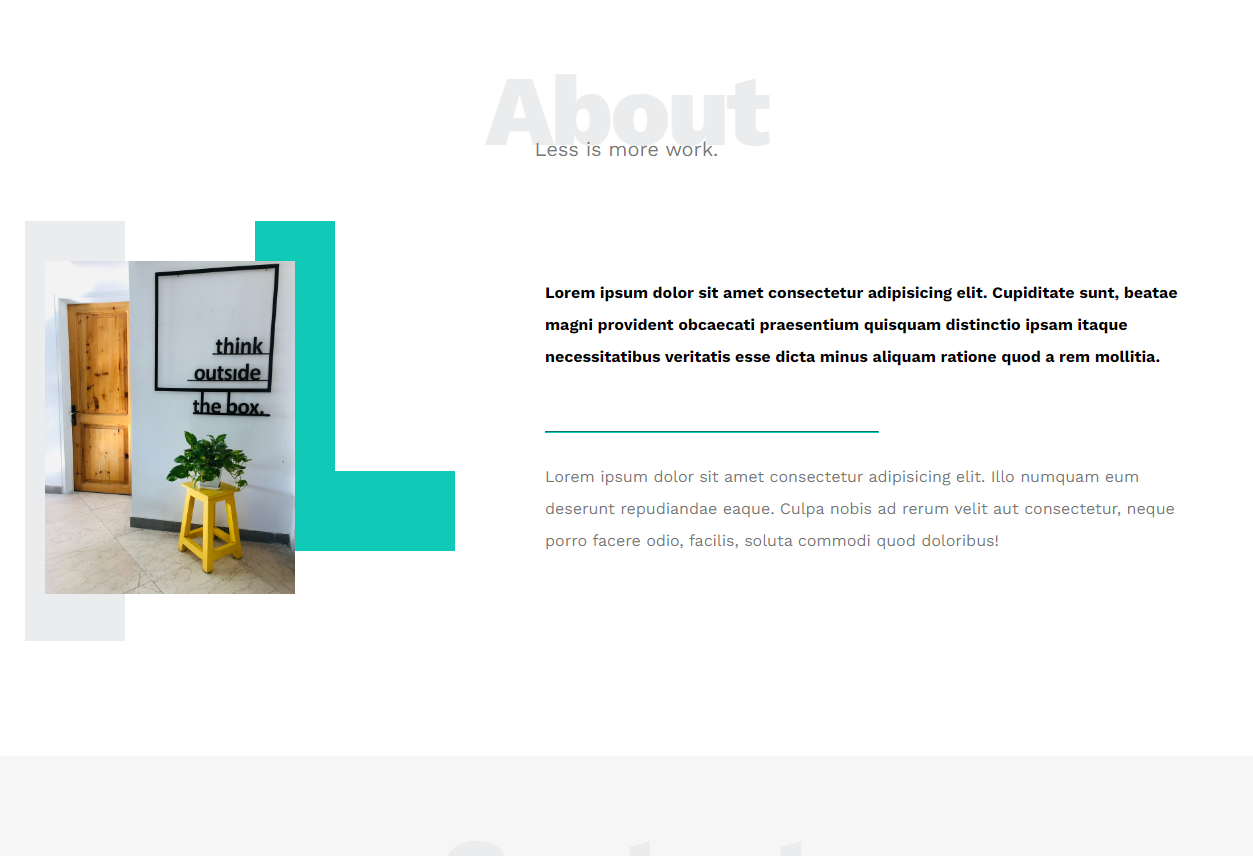 About
Less is more work.
think
outside
the box.
Lorem ipsum dolor sit amet consectetur adipisicing elit. Cupiditate sunt, beatae
magni provident obcaecati praesentium quisquam distinctio ipsam itaque
necessitatibus veritatis esse dicta minus aliquam ratione quod a rem mollitia.
Lorem ipsum dolor sit amet consectetur adipisicing elit. Illo numquam eum
deserunt repudiandae eaque. Culpa nobis ad rerum velit aut consectetur, neque
porro facere odio, facilis, soluta commodi quod doloribus!